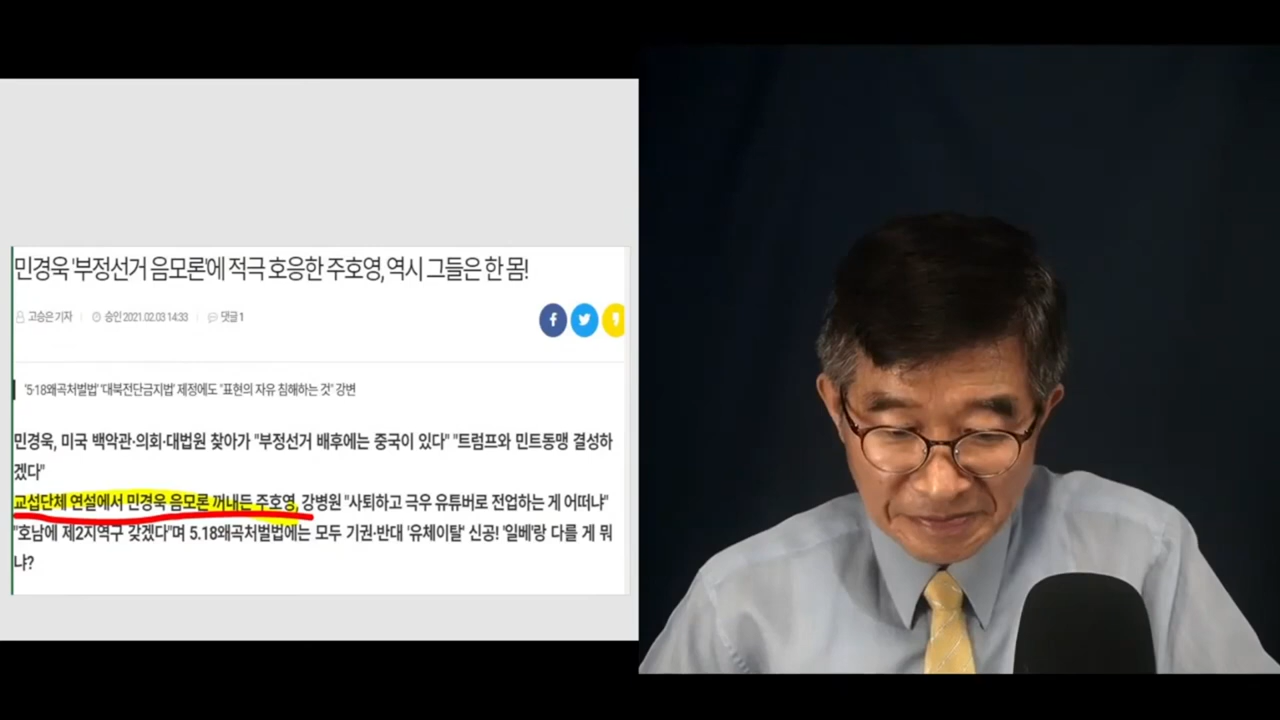 민경욱 '부정선거 음모론'에 적극 호응한 주호영, 역시 그들은 한 몸!
고승은 기자 승인 2021.02.03 14:33 댓글 1
'5·18왜곡처벌법' '대북전단금지법' 제정에도 "표현의 자유 침해하는 것" 강변
민경욱, 미국 백악관·의회·대법원 찾아가 "부정선거 배후에는 중국이 있다" "트럼프와 민트동맹 결성하
겠다"
교섭단체 연설에서 민경욱 음모론 꺼내든 주호영, 강병원 "사퇴하고 극우 유튜버로 전업하는 게 어떠냐"
"호남에 제2지역구 갖겠다"며 5.18왜곡처벌법에는 모두 기권·반대 '유체이탈' 신공! '일베'랑 다를 게 뭐
냐?